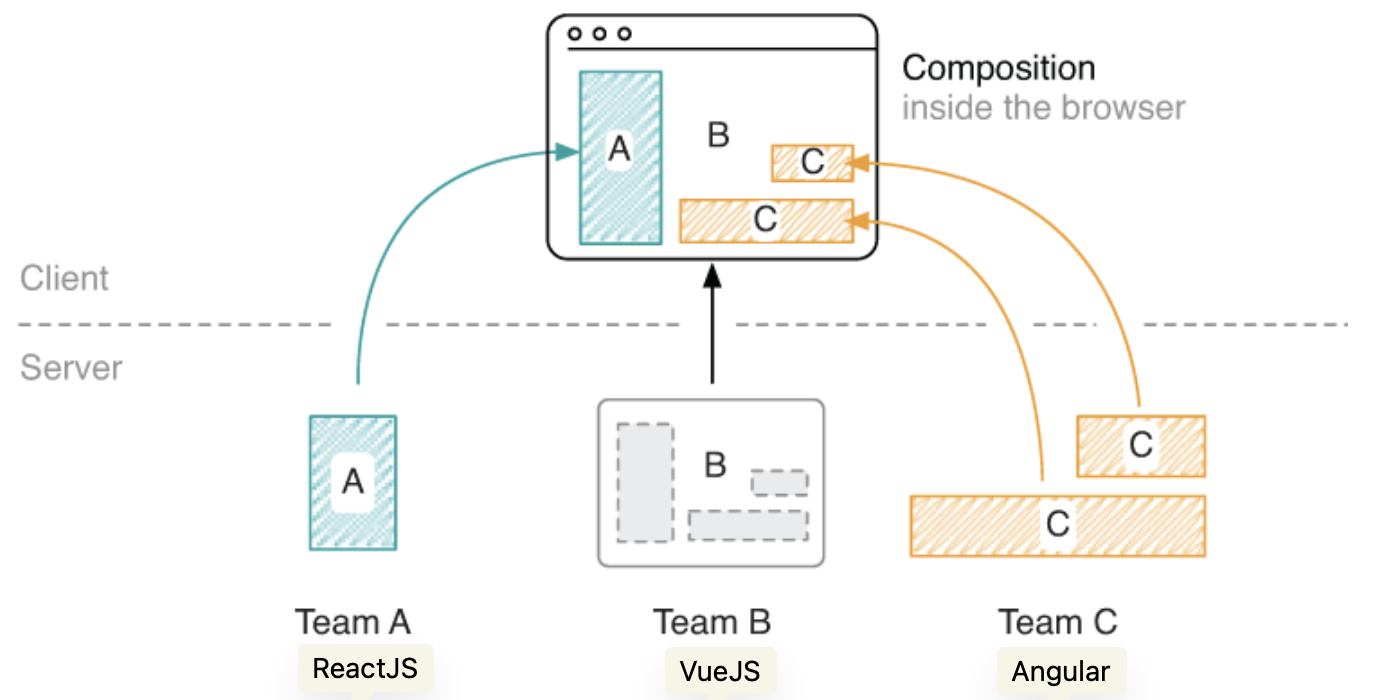 Composition
inside the browser
A
B
C
C
Client
Server
A
B
C
C
Team A
Team B
Team C
ReactJS
VueJS
Angular